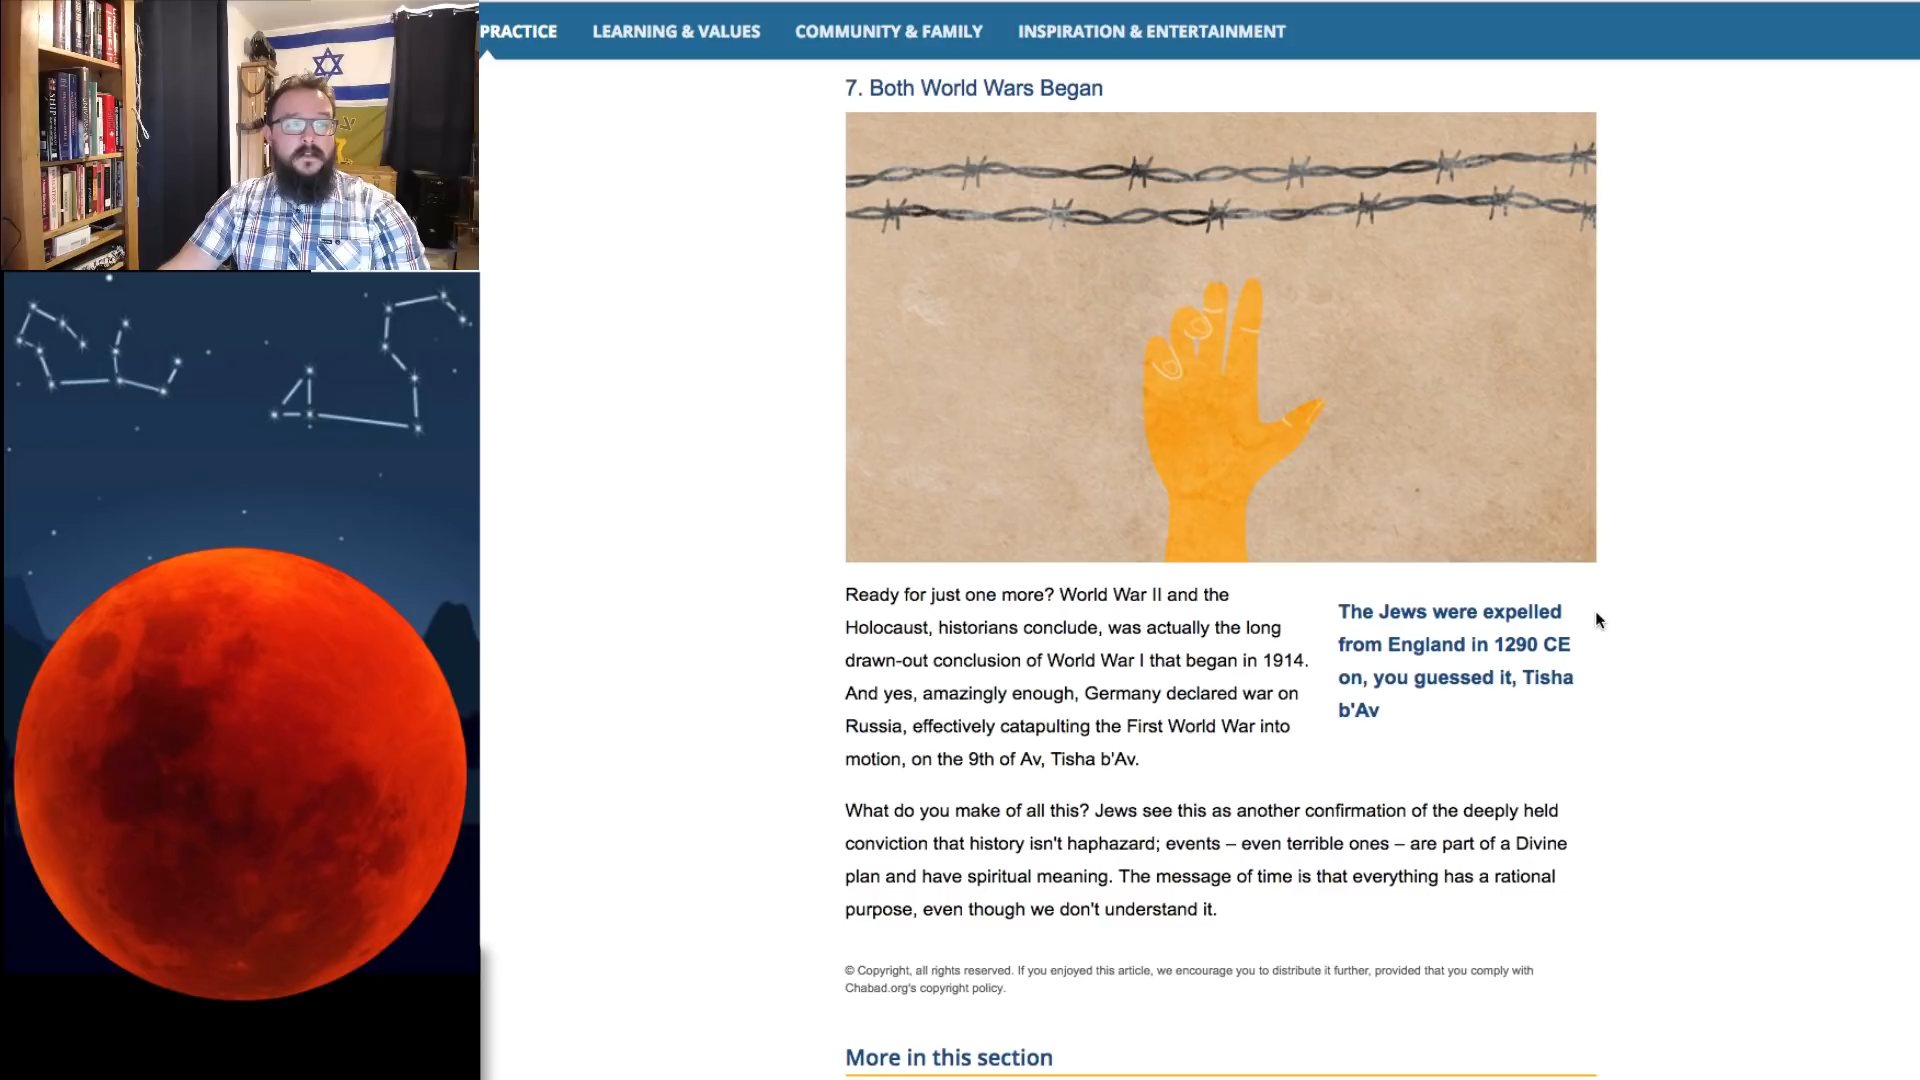 PRACTICE LEARNING & VALUES COMMUNITY & FAMILY INSPIRATION & ENTERTAINMENT
7. Both World Wars Began
Ready for just one more? World War II and the
Holocaust, historians conclude, was actually the long
drawn-out conclusion of World War I that began in 1914.
And yes, amazingly enough, Germany declared war on
Russia, effectively catapulting the First World War into
motion, on the 9th of Av, Tisha b'Av.
The Jews were expelled
from England in 1290 CE
on, you guessed it, Tisha
b'Av
What do you make of all this? Jews see this as another confirmation of the deeply held
conviction that history isn't haphazard; events – even terrible ones – are part of a Divine
plan and have spiritual meaning. The message of time is that everything has a rational
purpose, even though we don't understand it.
© Copyright, all rights reserved. If you enjoyed this article, we encourage you to distribute it further, provided that you comply with
Chabad.org's copyright policy.
More in this section